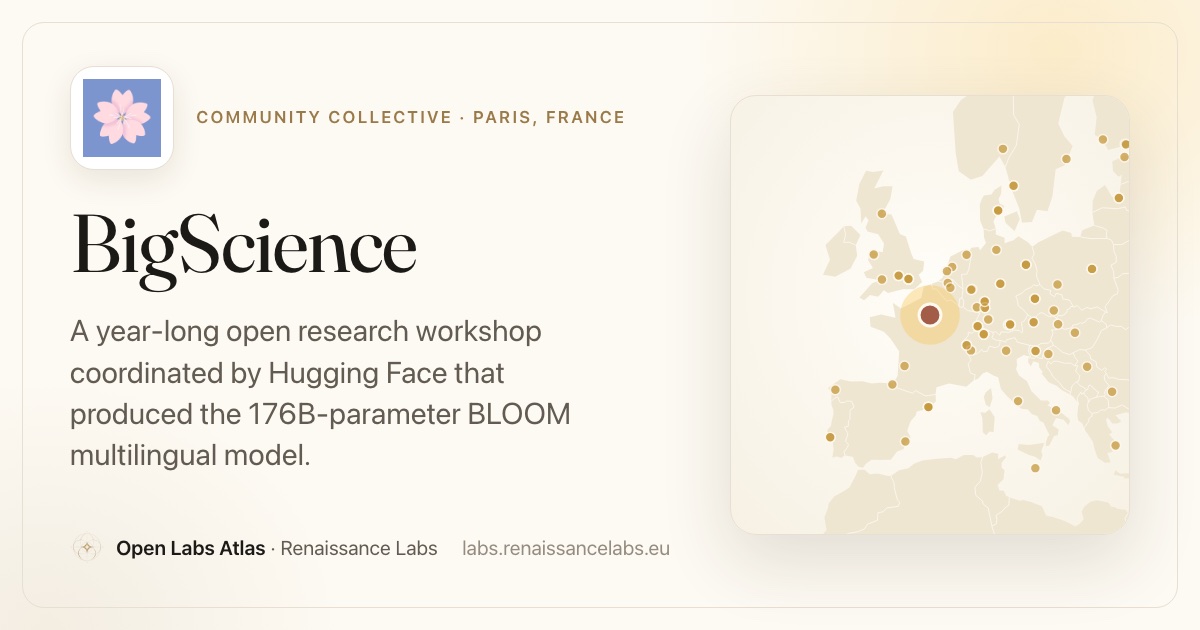 COMMUNITY COLLECTIVE · PARIS, FRANCE
BigScience
A year-long open research workshop
coordinated by Hugging Face that
produced the 176B-parameter BLOOM
multilingual model.
Open Labs Atlas · Renaissance Labs labs.renaissancelabs.eu